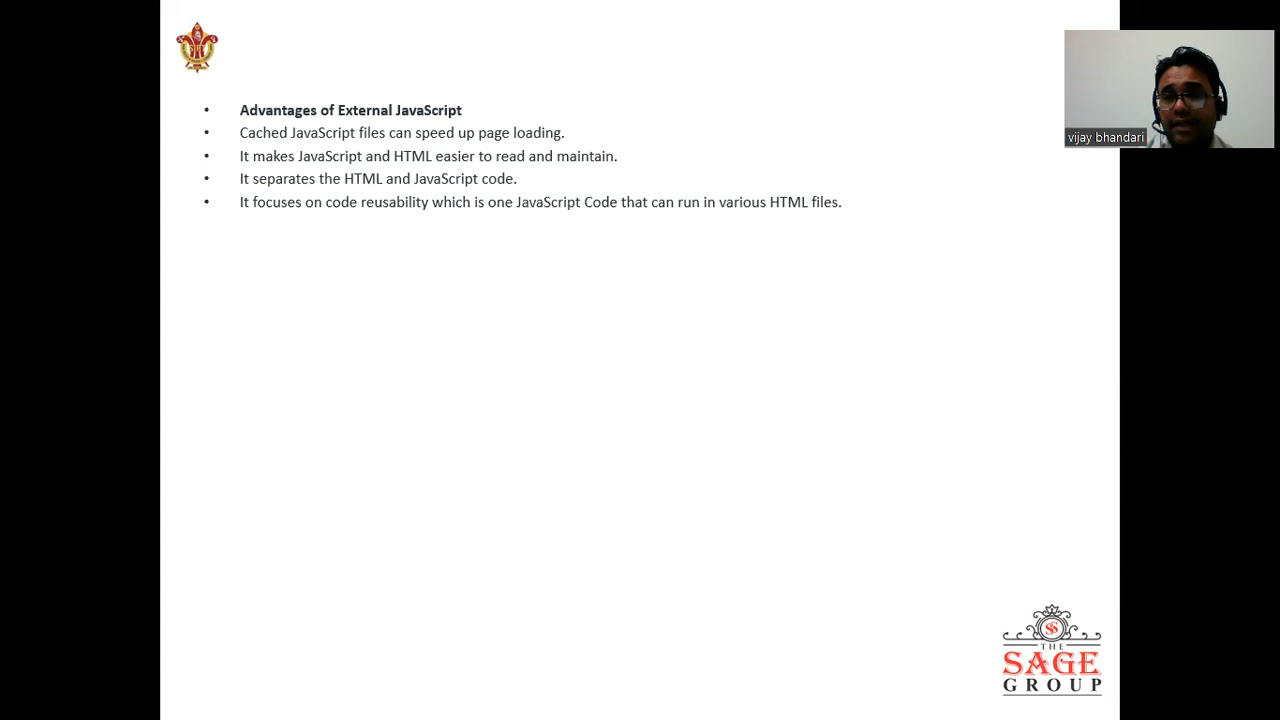 • Advantages of External JavaScript
• Cached JavaScript files can speed up page loading.
• It makes JavaScript and HTML easier to read and maintain.
• It separates the HTML and JavaScript code.
• It focuses on code reusability which is one JavaScript Code that can run in various HTML files.
vijay bhandari
THE
SAGE
GROUP